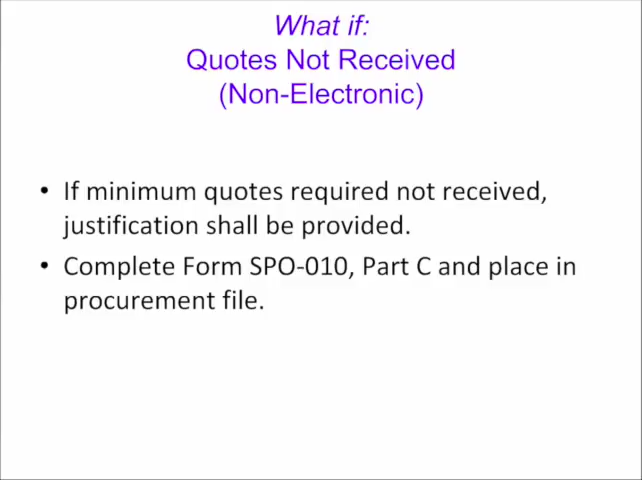 What if:
Quotes Not Received
(Non-Electronic)
• If minimum quotes required not received,
justification shall be provided.
• Complete Form SPO-010, Part C and place in
procurement file.